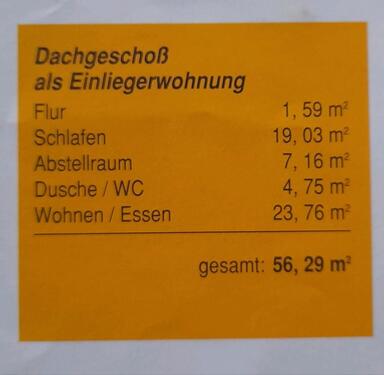 Dachgeschoß
als Einliegerwohnung
Flur 1, 59 m²
Schlafen 19, 03 m²
Abstellraum 7, 16 m²
Dusche / WC 4, 75 m²
Wohnen / Essen 23, 76 m²
gesamt: 56, 29 m²